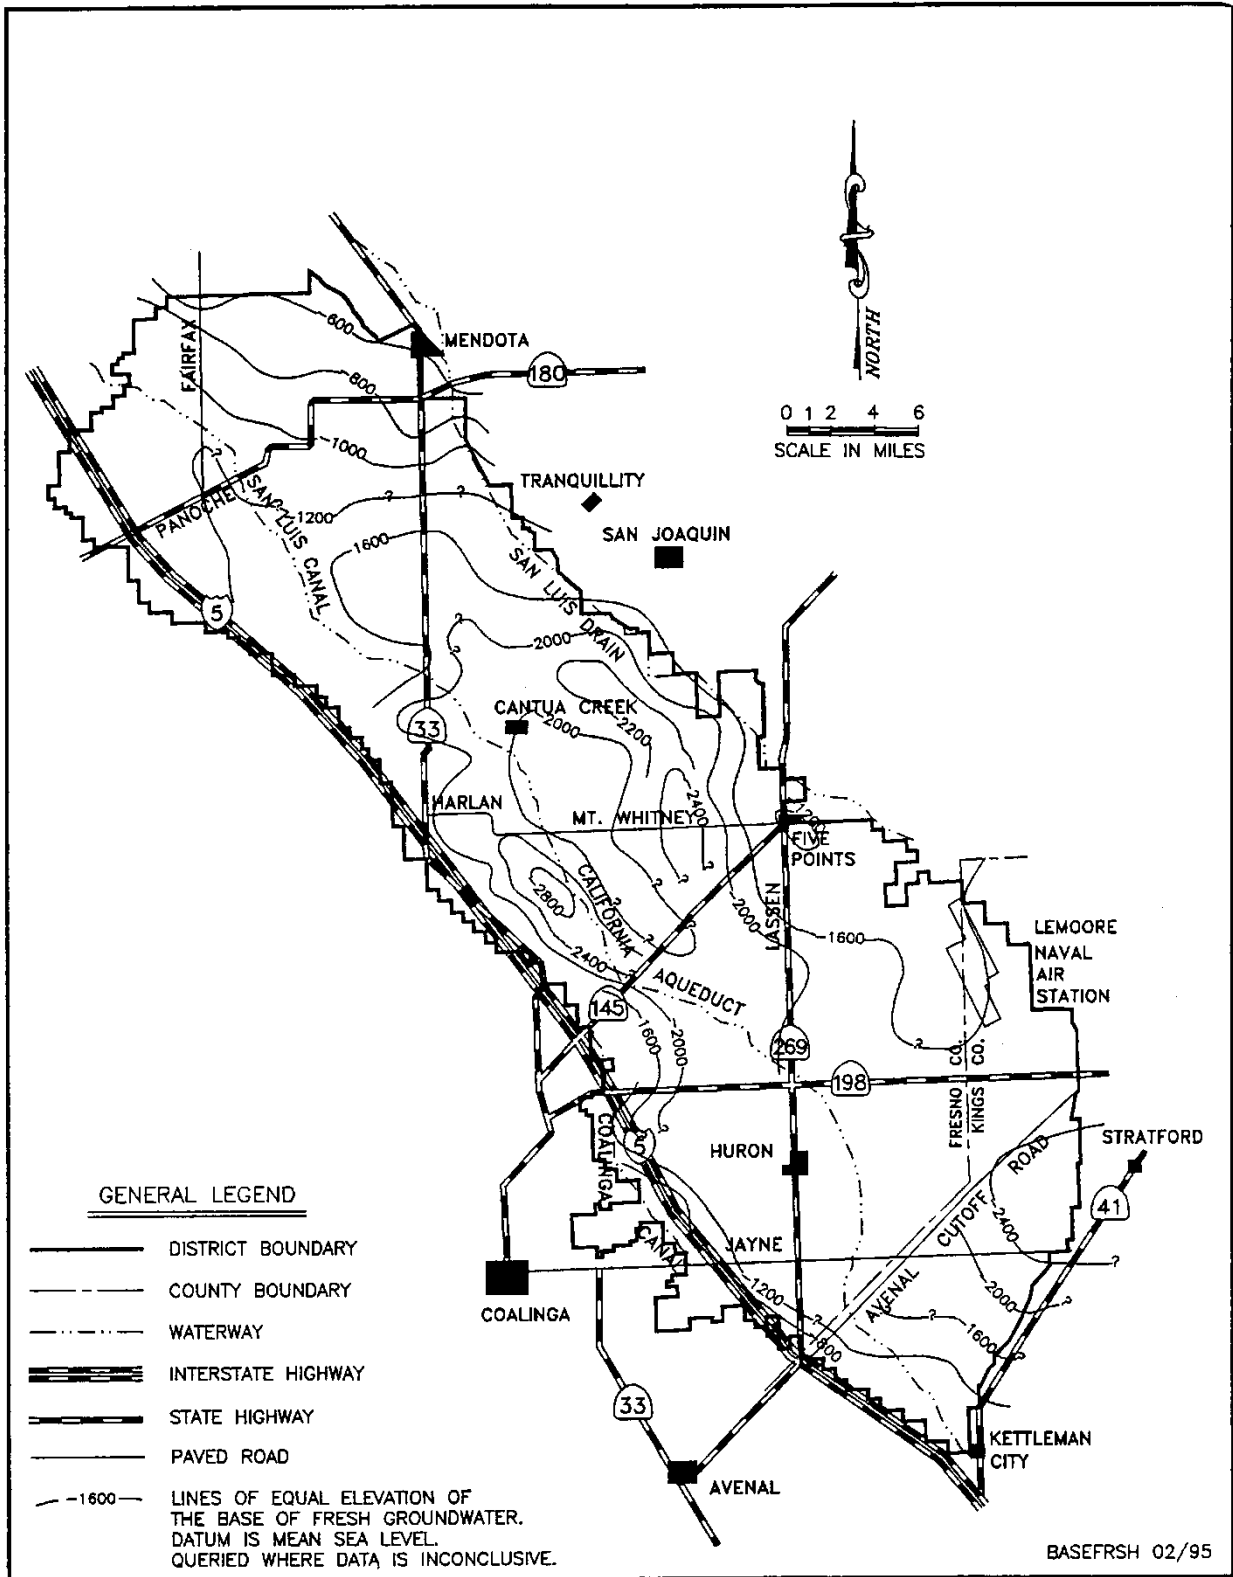 NORTH
0 1 2 4 6
SCALE IN MILES
FAIRFAX
-600
MENDOTA
180
-800
-1000
TRANQUILLITY
PANOCHE
SAN LUIS CANAL
?
-1200
?
?
?
SAN JOAQUIN
-1600
SAN LUIS DRAIN
5
-2000
?
?
?
CANTUA CREEK
33
-2000
-2200
HARLAN
MT. WHITNEY
-2400
-1200
FIVE
POINTS
-2800
CALIFORNIA
?
?
?
?
?
?
-2000
LASSEN
-1600
LEMOORE
NAVAL
AIR
STATION
-2400
?
?
AQUEDUCT
145
-1600
-2000
269
?
?
FRESNO CO.
KINGS CO.
198
COALINGA
CANAL
5
?
?
HURON
STRATFORD
AVENAL CUTOFF ROAD
41
-2400
JAYNE
?
COALINGA
-1200
-2000
?
?
?
-1600
?
-1800
33
KETTLEMAN
CITY
AVENAL
GENERAL LEGEND
DISTRICT BOUNDARY
COUNTY BOUNDARY
WATERWAY
INTERSTATE HIGHWAY
STATE HIGHWAY
PAVED ROAD
-1600
LINES OF EQUAL ELEVATION OF
THE BASE OF FRESH GROUNDWATER.
DATUM IS MEAN SEA LEVEL.
QUERIED WHERE DATA IS INCONCLUSIVE.
BASEFRSH 02/95